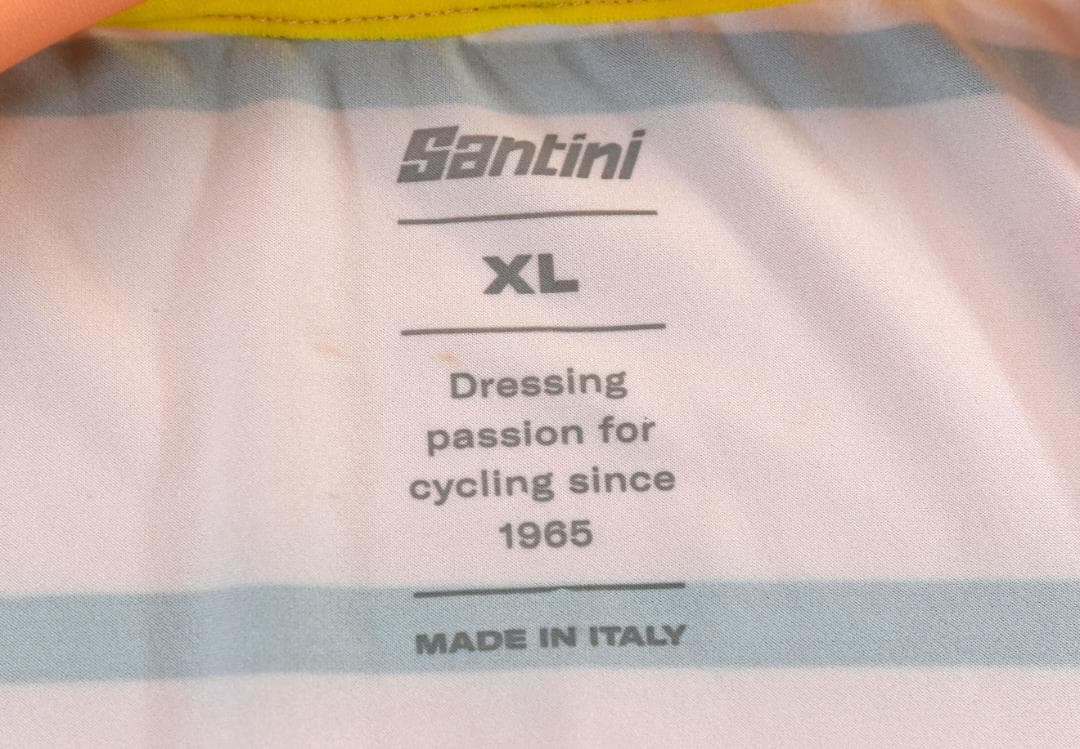 Santini
XL
Dressing
passion for
cycling since
1965
MADE IN ITALY